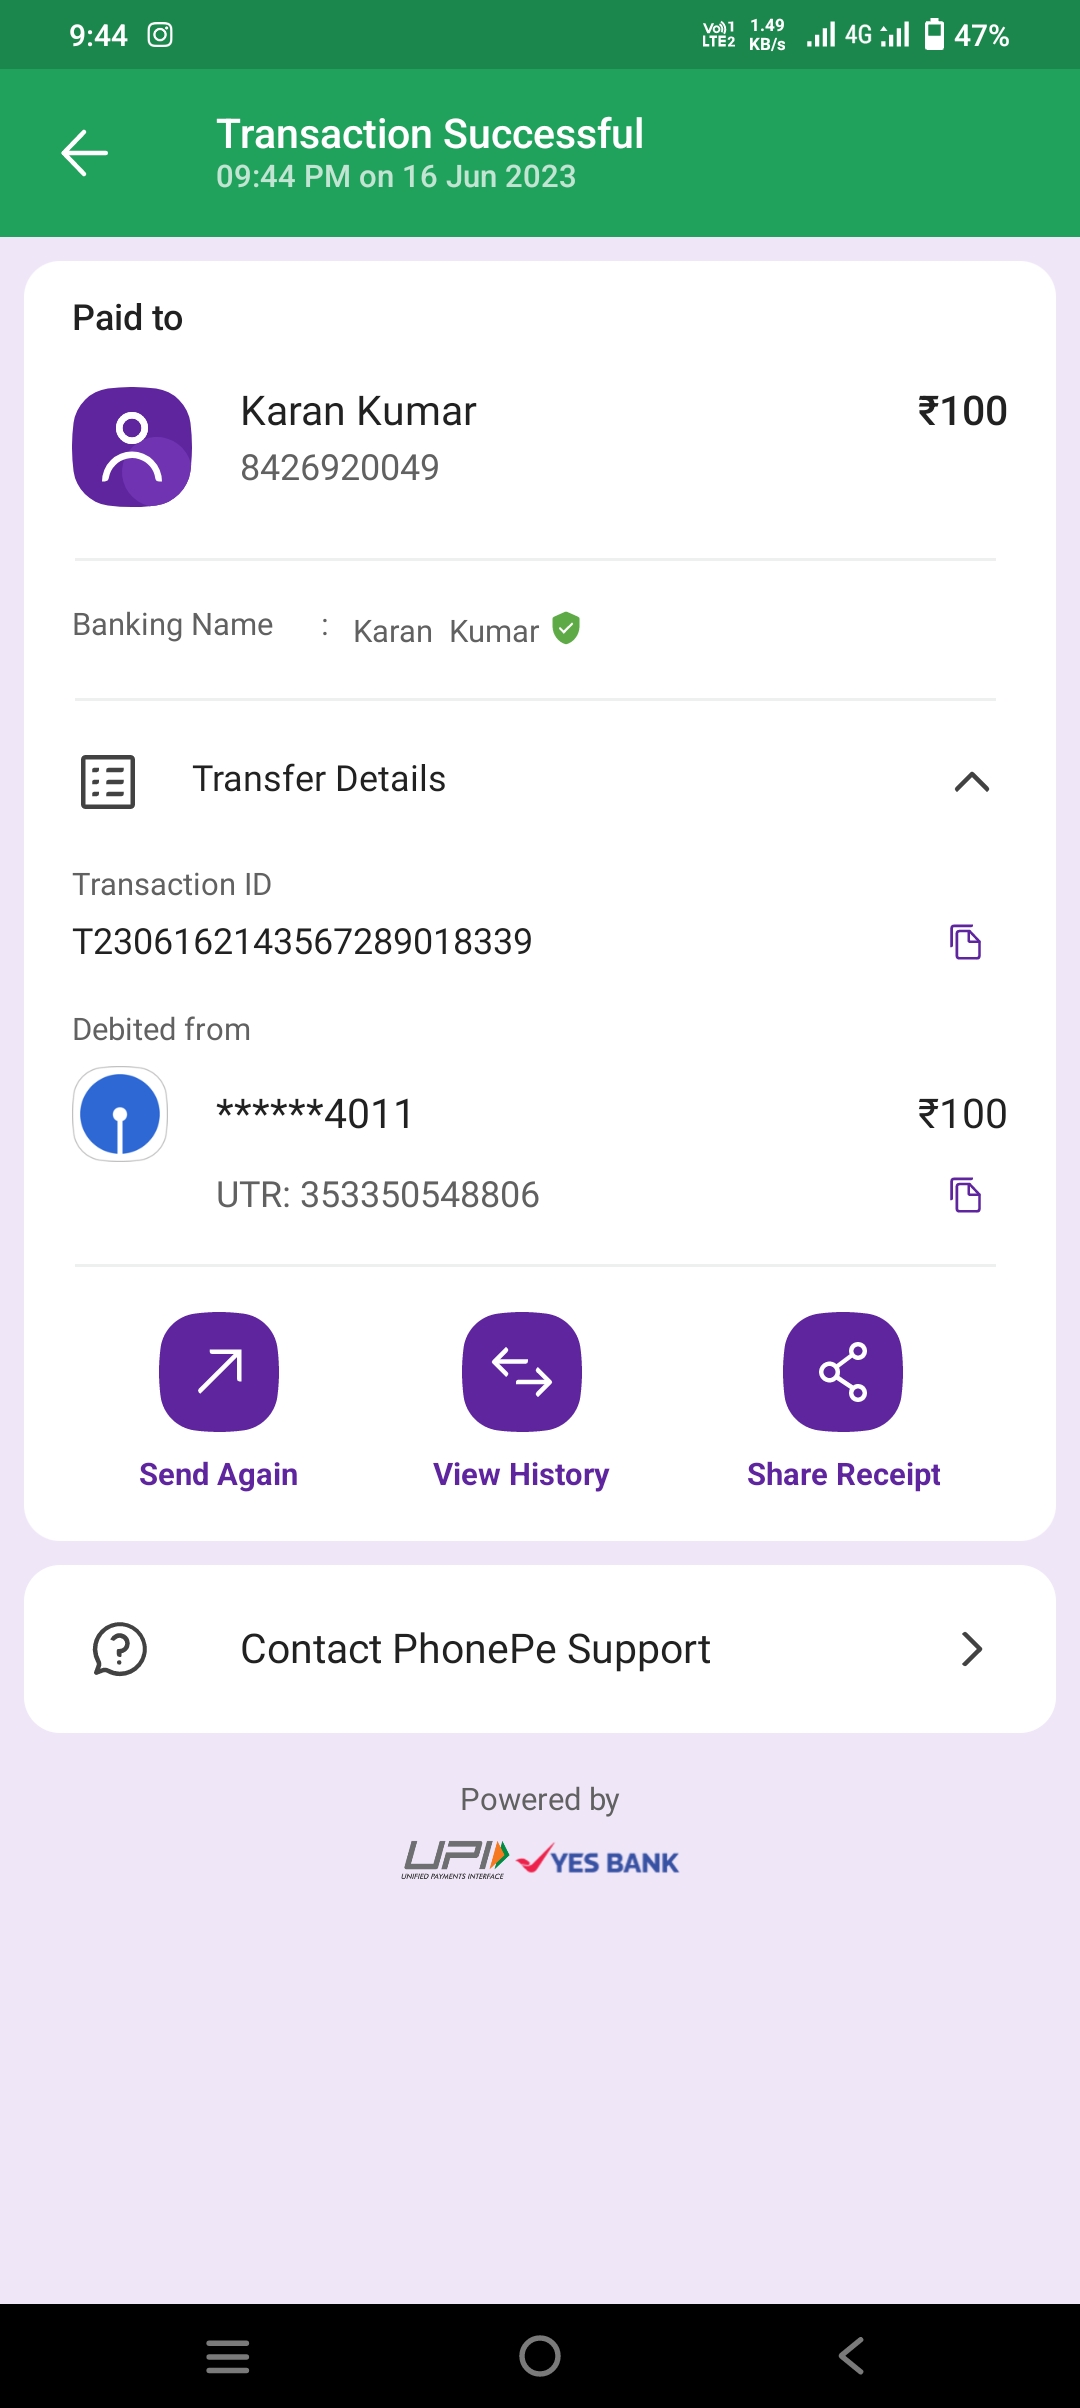 9:44 Vo))1 LTE2 1.49 KB/s 4G 47%
Transaction Successful
09:44 PM on 16 Jun 2023
Paid to
Karan Kumar ₹100
8426920049
Banking Name : Karan Kumar
Transfer Details
Transaction ID
T2306162143567289018339
Debited from
******4011 ₹100
UTR: 353350548806
Send Again View History Share Receipt
Contact PhonePe Support
Powered by
UPI YES BANK
UNIFIED PAYMENTS INTERFACE